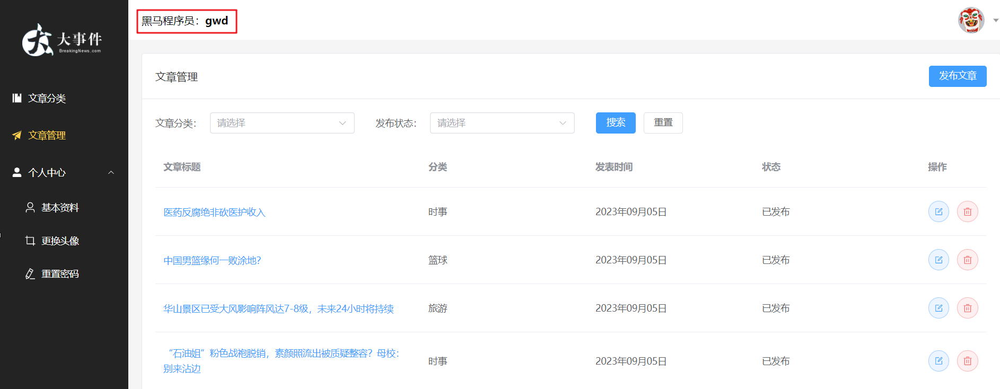 大事件
BreakingNews.com
文章分类
文章管理
个人中心
基本资料
更换头像
重置密码
黑马程序员：gwd
文章管理
发布文章
文章分类： 请选择 发布状态： 请选择 搜索 重置
文章标题 分类 发表时间 状态 操作
医药反腐绝非砍医护收入 时事 2023年09月05日 已发布
中国男篮缘何一败涂地？ 篮球 2023年09月05日 已发布
华山景区已受大风影响阵风达7-8级，未来24小时将持续 旅游 2023年09月05日 已发布
“石油姐”粉色战袍脱销，素颜照流出被质疑整容？母校：
别来沾边 时事 2023年09月05日 已发布